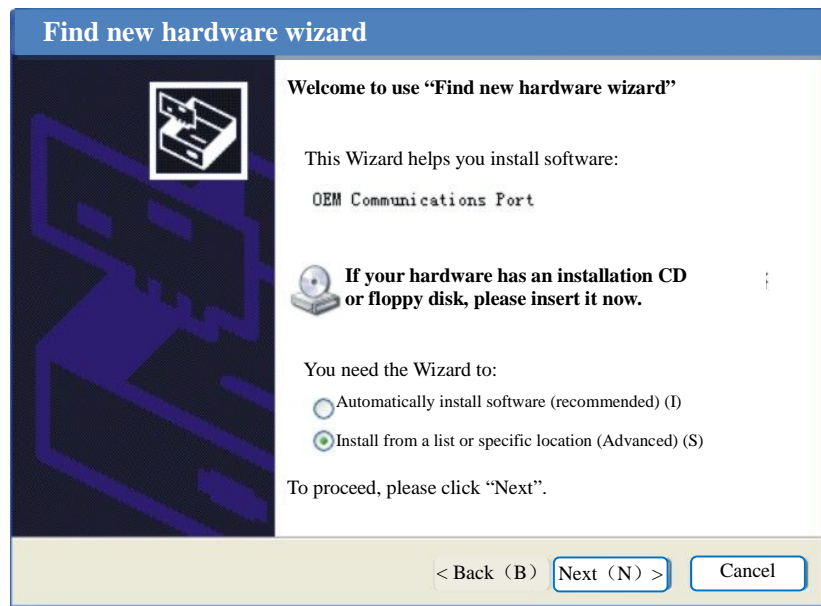 Find new hardware wizard
Welcome to use “Find new hardware wizard”
This Wizard helps you install software:
OEM Communications Port
If your hardware has an installation CD
or floppy disk, please insert it now.
You need the Wizard to:
Automatically install software (recommended) (I)
Install from a list or specific location (Advanced) (S)
To proceed, please click “Next”.
< Back（B） Next（N）> Cancel